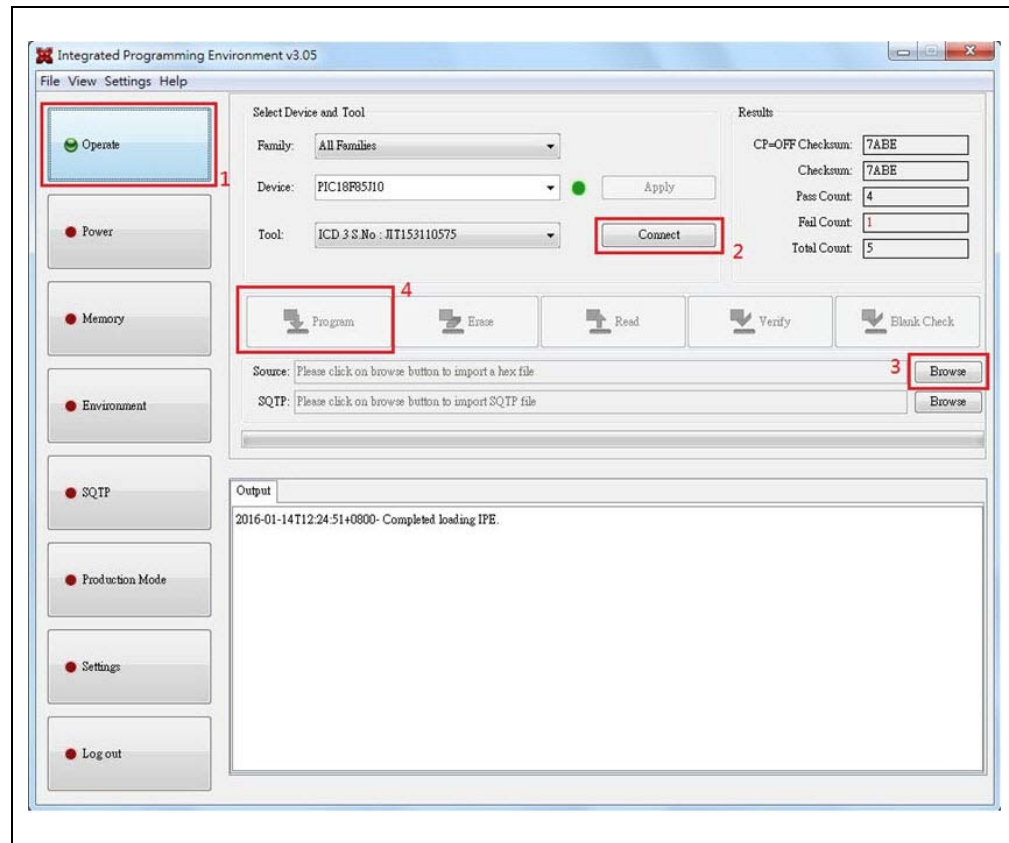 Integrated Programming Environment v3.05
File View Settings Help
Operate
1
Power
Memory
Environment
SQTP
Production Mode
Settings
Log out
Select Device and Tool
Family: All Families
Device: PIC18F85J10 Apply
Tool: ICD 3 S.No : JIT153110575 Connect
2
Results
CP=OFF Checksum: 7ABE
Checksum: 7ABE
Pass Count: 4
Fail Count: 1
Total Count: 5
4
Program Erase Read Verify Blank Check
Source: Please click on browse button to import a hex file 3 Browse
SQTP: Please click on browse button to import SQTP file Browse
Output
2016-01-14T12:24:51+0800- Completed loading IPE.